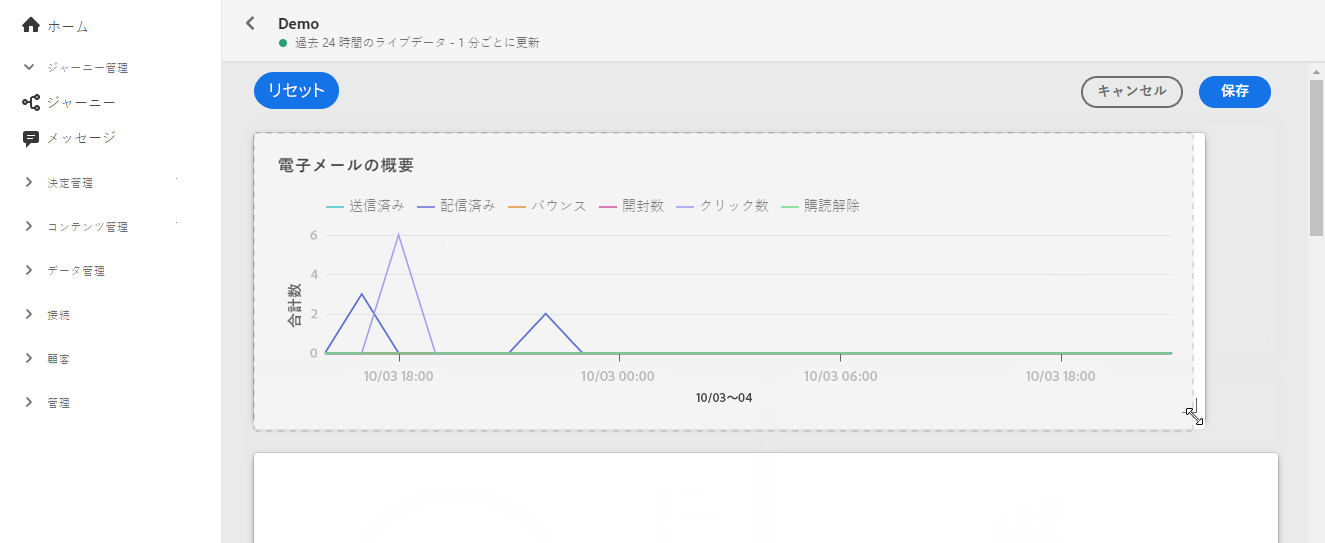 ホーム
ジャーニー管理
ジャーニー
メッセージ
決定管理
コンテンツ管理
データ管理
接続
顧客
管理
Demo
過去 24 時間のライブデータ - 1 分ごとに更新
リセット
キャンセル
保存
電子メールの概要
送信済み 配信済み バウンス 開封数 クリック数 購読解除
合計数
6
4
2
0
10/03 18:00 10/03 00:00 10/03 06:00 10/03 18:00
10/03～04